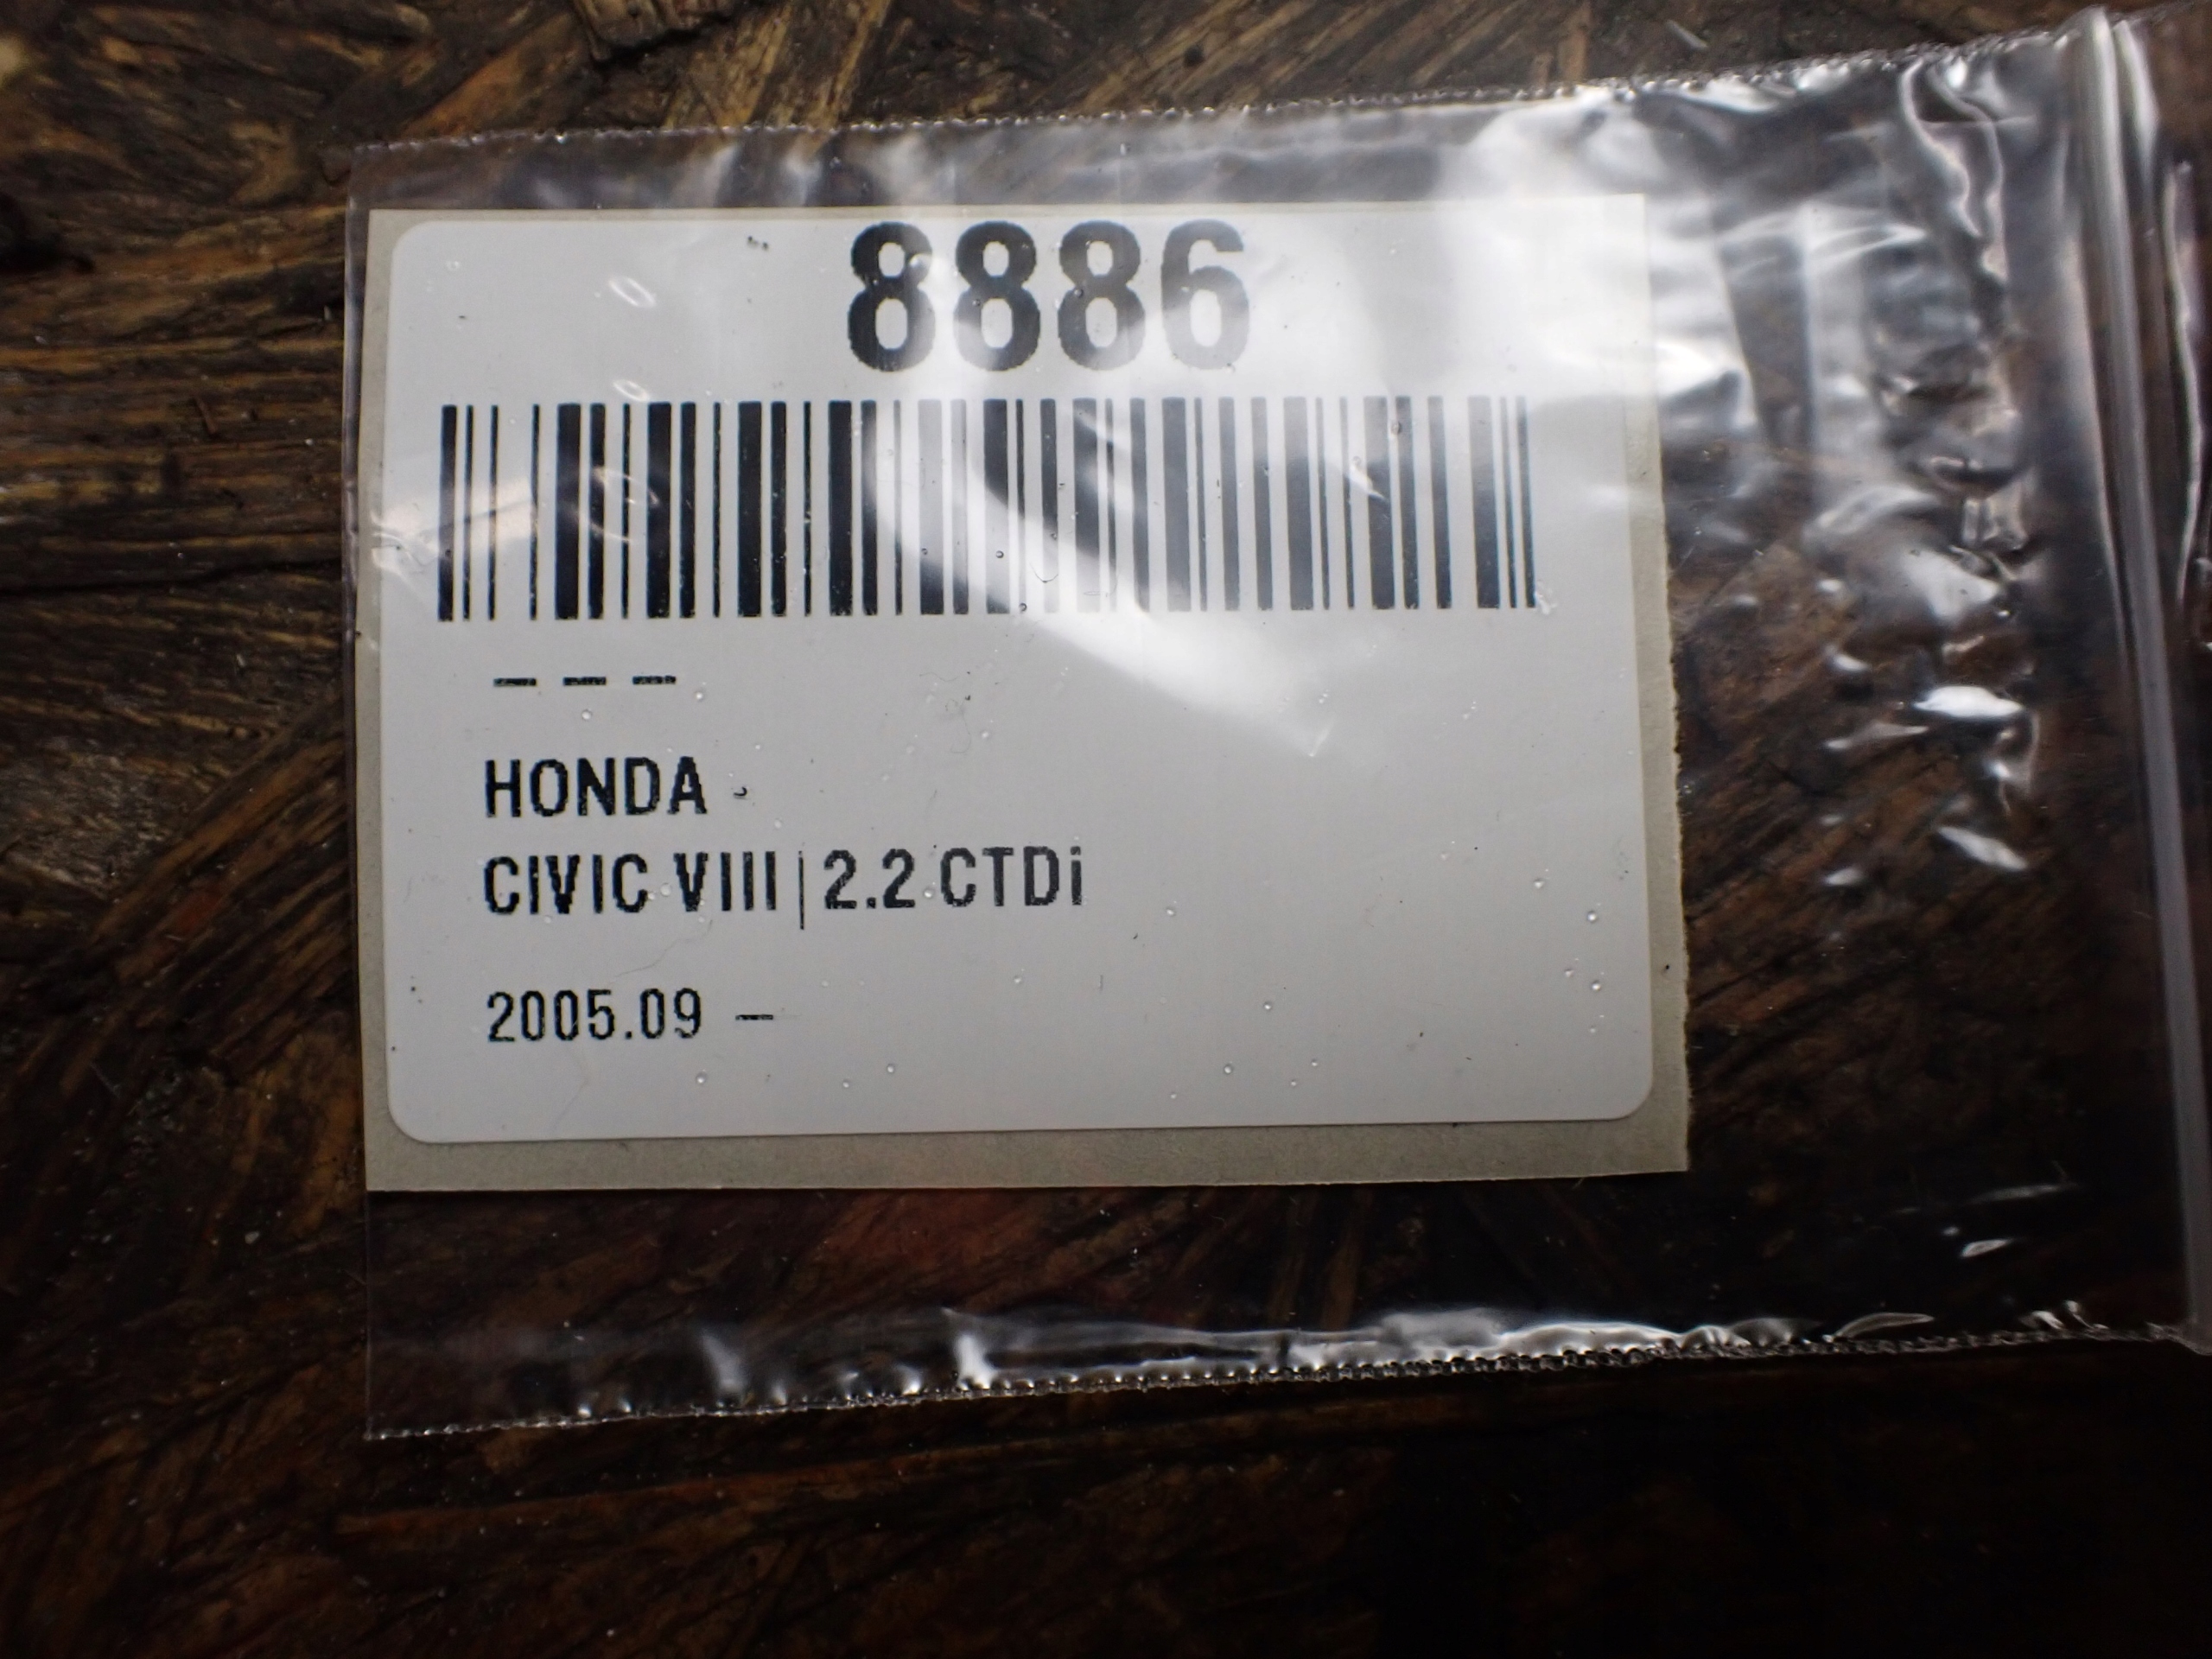 8886
– – –
HONDA -
CIVIC VIII | 2.2 CTDi
2005.09 –